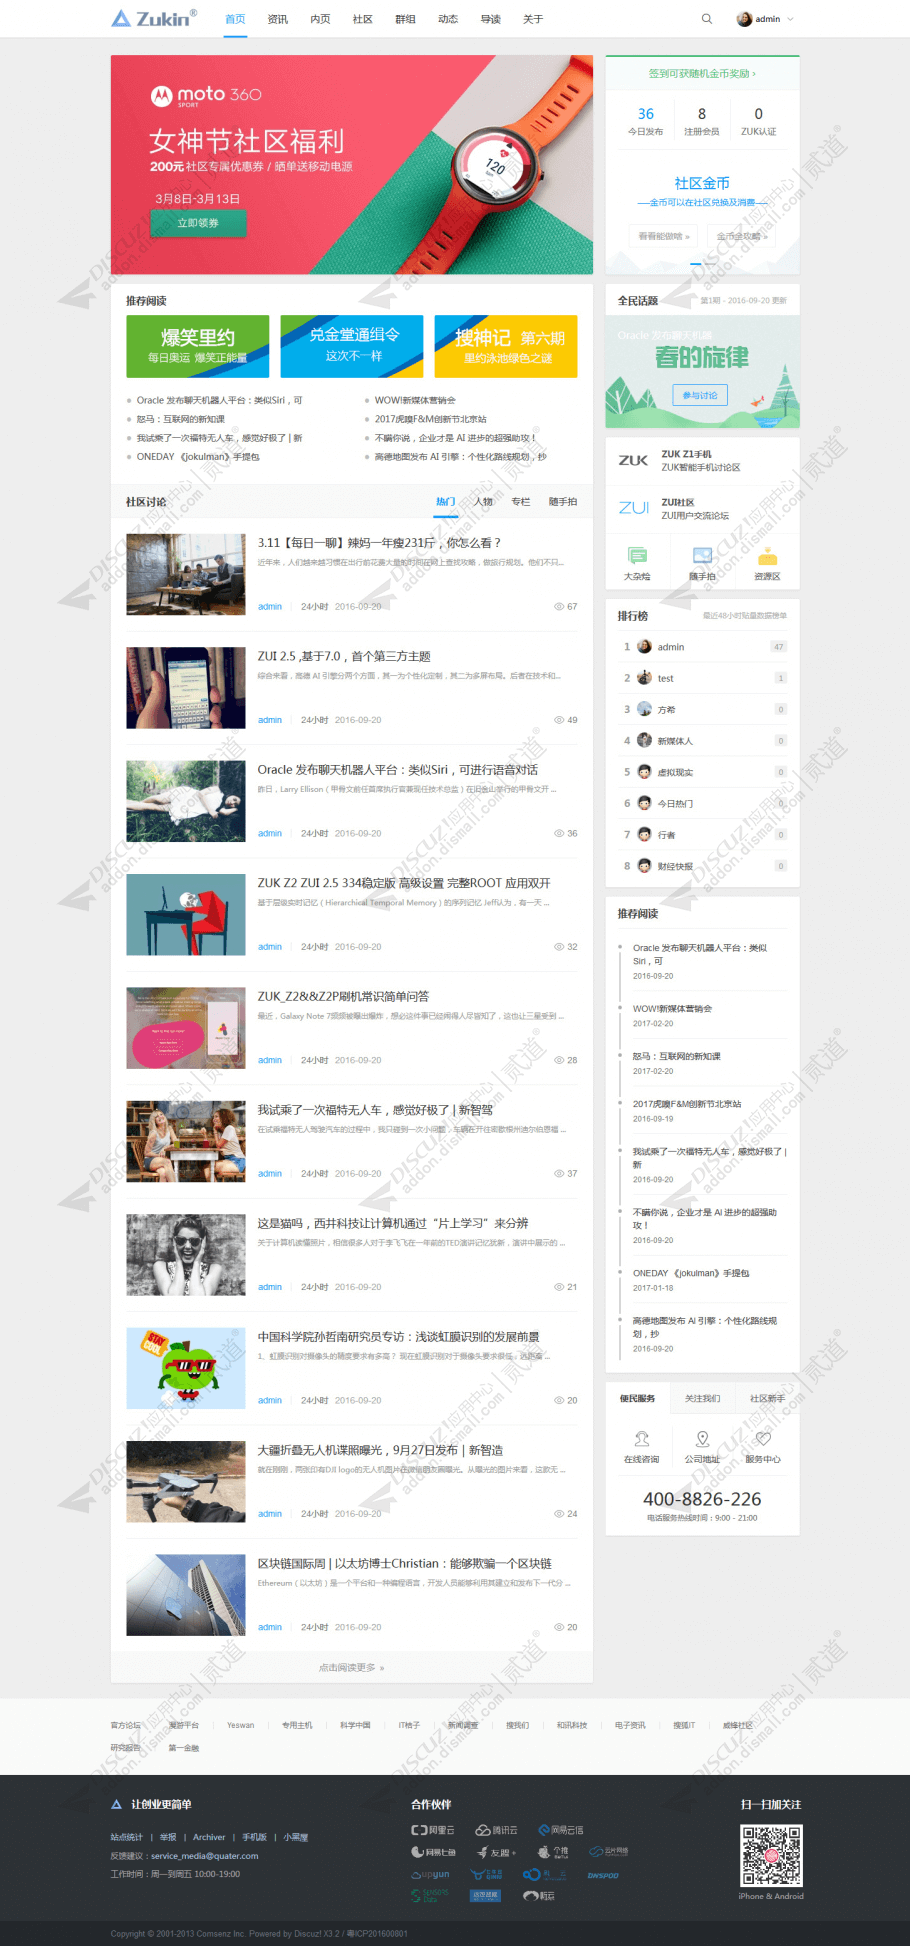 Zukin®
首页 资讯 内页 社区 群组 动态 导读 关于
admin
moto 360
SPORT
女神节社区福利
200元 社区专属优惠券 / 晒单送移动电源
3月8日-3月13日
立即领券
签到可获随机金币奖励 ›
36 8 0
今日发布 注册会员 ZUK认证
社区金币
金币可以在社区兑换及消费
看看能做啥 » 金币全攻略 »
推荐阅读
爆笑里约
每日奥运 爆笑正能量
兑金堂通缉令
这次不一样
搜神记 第六期
里约泳池绿色之谜
Oracle 发布聊天机器人平台：类似Siri，可
WOW!新媒体营销会
怒马：互联网的新知课
2017虎嗅F&M创新节北京站
我试乘了一次福特无人车，感觉好极了 | 新
不瞒你说，企业才是 AI 进步的超强助攻！
ONEDAY 《jokulman》手提包
高德地图发布 AI 引擎：个性化路线规划，抄
全民话题 第1期 - 2016-09-20 更新
Oracle 发布聊天机器
春的旋律
参与讨论
ZUK
ZUK Z1手机
ZUK智能手机讨论区
ZUI
ZUI社区
ZUI用户交流论坛
大杂烩 随手拍 资源区
社区讨论 热门 人物 专栏 随手拍
3.11【每日一聊】辣妈一年瘦231斤，你怎么看？
近年来，人们越来越习惯在出行前花费大量的时间在网上查找攻略，做旅行规划。他们不只...
admin 24小时 2016-09-20 67
ZUI 2.5 ,基于7.0，首个第三方主题
综合来看，高德 AI 引擎分两个方面，其一为个性化定制，其二为多屏布局。后者在技术和...
admin 24小时 2016-09-20 49
Oracle 发布聊天机器人平台：类似Siri，可进行语音对话
昨日，Larry Ellison（甲骨文前任首席执行官兼现任技术总监）在旧金山举行的甲骨文开 ...
admin 24小时 2016-09-20 36
ZUK Z2 ZUI 2.5 334稳定版 高级设置 完整ROOT 应用双开
基于层级实时记忆（Hierarchical Temporal Memory）的序列记忆 Jeff认为，有一天 ...
admin 24小时 2016-09-20 32
ZUK_Z2&&Z2P刷机常识简单问答
最近，Galaxy Note 7频频被曝出爆炸，想必这件事已经闹得人尽皆知了，这也让三星受到 ...
admin 24小时 2016-09-20 28
我试乘了一次福特无人车，感觉好极了 | 新智驾
在试乘福特无人驾驶汽车的过程中，我只碰到一次小问题，车辆在开往密歇根州迪尔伯恩福 ...
admin 24小时 2016-09-20 37
这是猫吗，西井科技让计算机通过“片上学习”来分辨
关于计算机读懂照片，相信很多人对于李飞飞在一年前的TED演讲记忆犹新，演讲中展示的 ...
admin 24小时 2016-09-20 21
STAY COOL
中国科学院孙哲南研究员专访：浅谈虹膜识别的发展前景
1、虹膜识别对摄像头的精度要求有多高？ 现在虹膜识别对于摄像头要求很低，远距离 ...
admin 24小时 2016-09-20 20
大疆折叠无人机谍照曝光，9月27日发布 | 新智造
就在刚刚，两张印有DJI logo的无人机图片在微信朋友圈曝光。从曝光的图片来看，这款无 ...
admin 24小时 2016-09-20 24
区块链国际周 | 以太坊博士Christian：能够欺骗一个区块链
Ethereum（以太坊）是一个平台和一种编程语言，开发人员能够利用其建立和发布下一代分 ...
admin 24小时 2016-09-20 20
点击阅读更多 »
排行榜 最近48小时贴量数据榜单
1 admin 47
2 test 1
3 方希 0
4 新媒体人 0
5 虚拟现实 0
6 今日热门 0
7 行者 0
8 财经快报 0
推荐阅读
Oracle 发布聊天机器人平台：类似
Siri，可
2016-09-20
WOW!新媒体营销会
2017-02-20
怒马：互联网的新知课
2017-02-20
2017虎嗅F&M创新节北京站
2016-09-19
我试乘了一次福特无人车，感觉好极了 |
新
2016-09-20
不瞒你说，企业才是 AI 进步的超强助
攻！
2016-09-20
ONEDAY 《jokulman》手提包
2017-01-18
高德地图发布 AI 引擎：个性化路线规
划，抄
2016-09-20
便民服务 关注我们 社区新手
在线咨询 公司地址 服务中心
400-8826-226
电话服务热线时间：9:00 - 21:00
官方论坛 漫游平台 Yeswan 专用主机 科学中国 IT桔子 新闻调查 搜我们 和讯科技 电子资讯 搜狐IT 威锋社区
研究报告 第一金融
让创业更简单
站点统计 | 举报 | Archiver | 手机版 | 小黑屋
反馈建议：service_media@quater.com
工作时间：周一到周五 10:00-19:00
合作伙伴
阿里云 腾讯云 网易云信
网易七鱼 友盟+ 个推 云片网络
upyun DNSPOD
SENSORS Data
扫一扫加关注
iPhone & Android
Copyright © 2001-2013 Comsenz Inc. Powered by Discuz! X3.2 / 粤ICP201600801
DISCUZ!应用中心 | 贰道®
addon.dismall.com